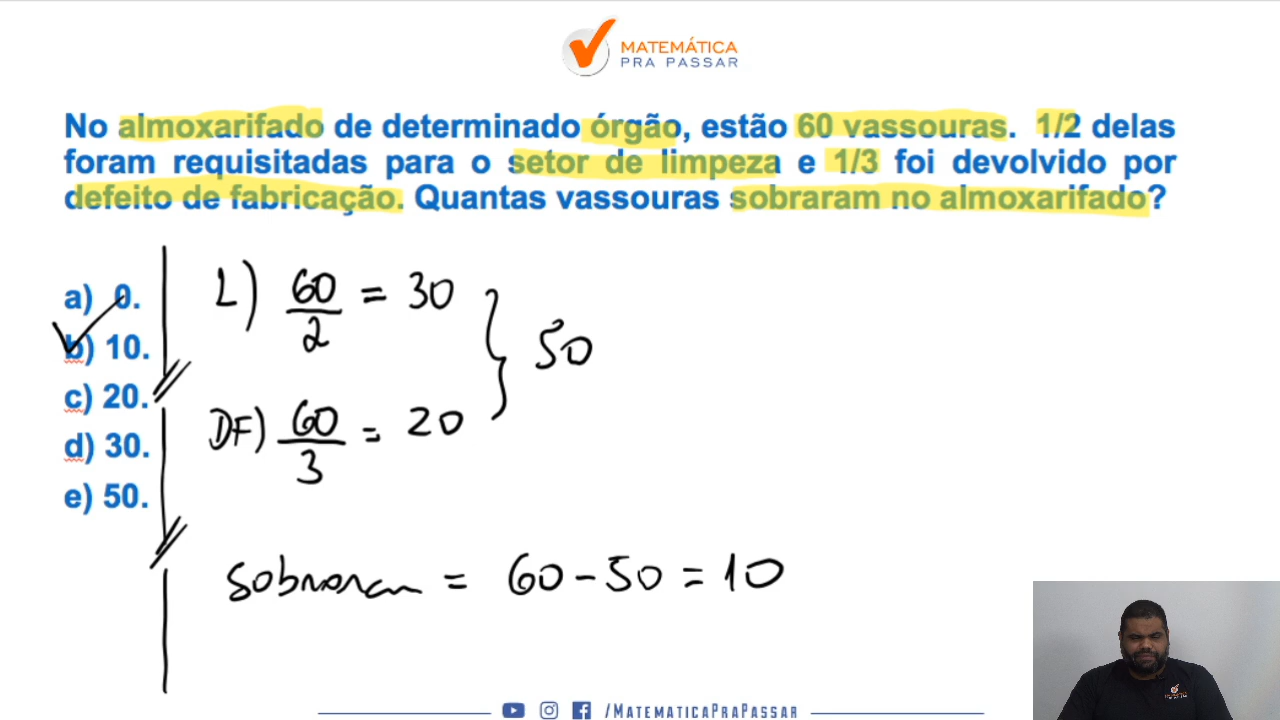 MATEMÁTICA
PRA PASSAR
No almoxarifado de determinado órgão, estão 60 vassouras. 1/2 delas
foram requisitadas para o setor de limpeza e 1/3 foi devolvido por
defeito de fabricação. Quantas vassouras sobraram no almoxarifado?
a) 0.
b) 10.
c) 20.
d) 30.
e) 50.
L) 60/2 = 30
DF) 60/3 = 20
50
sobraram = 60 - 50 = 10
/MatematicaPraPassar